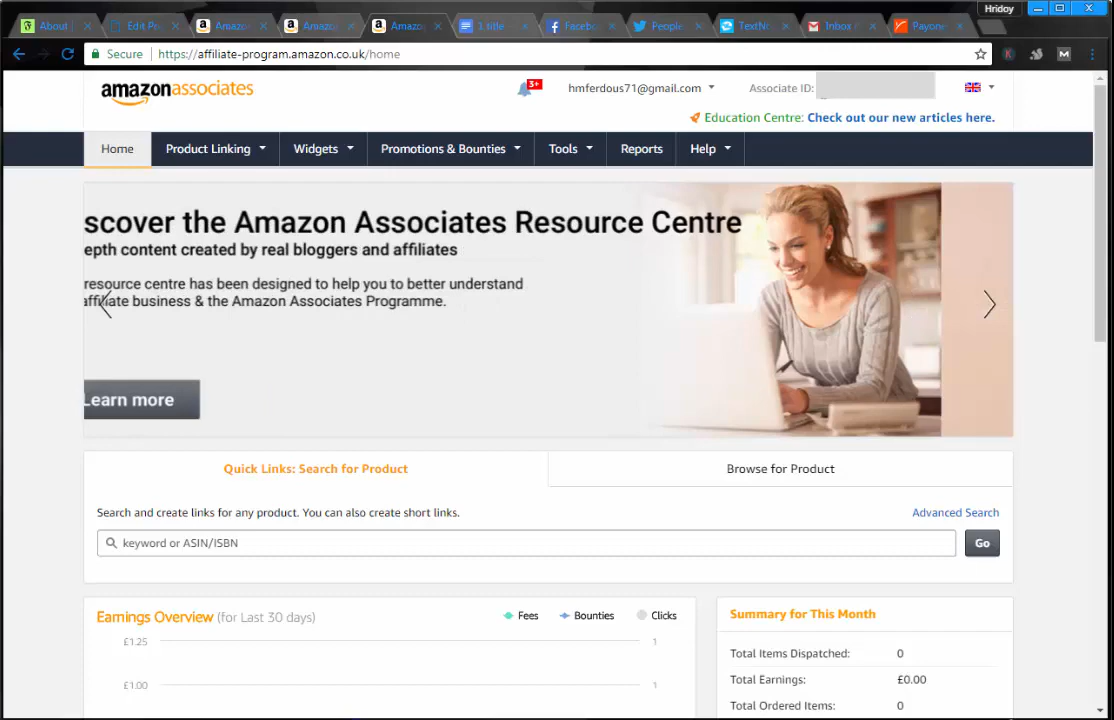 Hridoy
About
Edit Pr
Amazon
Amazon
Amazo
1 title
Facebo
People
TextNo
Inbox
Payone
Secure https://affiliate-program.amazon.co.uk/home
amazonassociates
3+
hmferdous71@gmail.com
Associate ID:
Education Centre: Check out our new articles here.
Home Product Linking Widgets Promotions & Bounties Tools Reports Help
scover the Amazon Associates Resource Centre
epth content created by real bloggers and affiliates
resource centre has been designed to help you to better understand
affiliate business & the Amazon Associates Programme.
Learn more
Quick Links: Search for Product
Browse for Product
Search and create links for any product. You can also create short links.
Advanced Search
keyword or ASIN/ISBN
Go
Earnings Overview (for Last 30 days)
Fees Bounties Clicks
£1.25 1
£1.00 1
Summary for This Month
Total Items Dispatched: 0
Total Earnings: £0.00
Total Ordered Items: 0